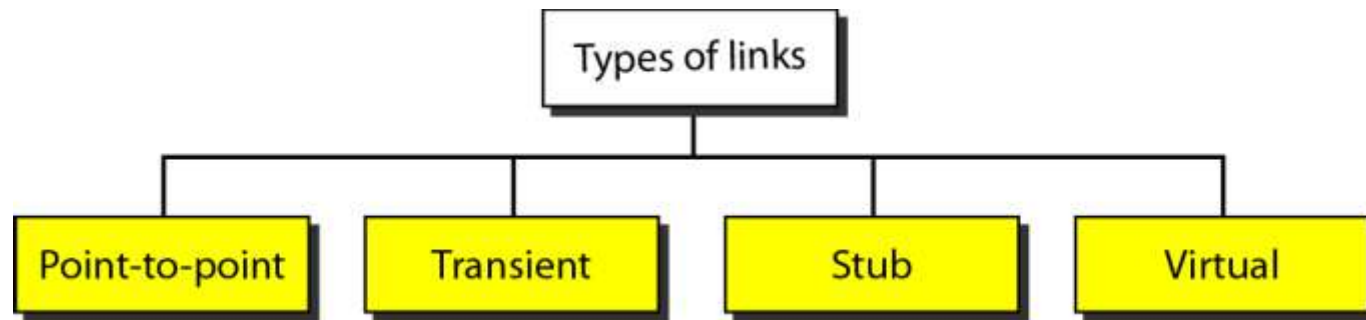 Types of links
Point-to-point
Transient
Stub
Virtual